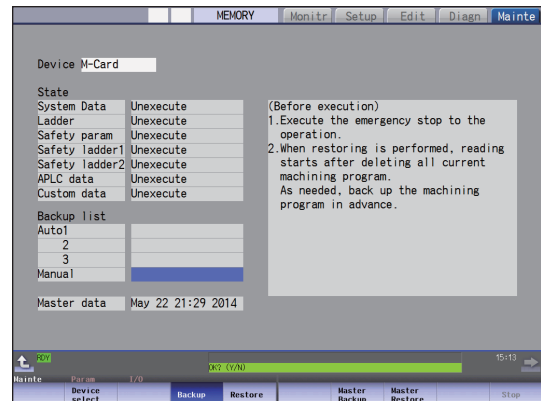 MEMORY Monitr Setup Edit Diagn Mainte
Device M-Card
State
System Data Unexecute
Ladder Unexecute
Safety param Unexecute
Safety ladder1 Unexecute
Safety ladder2 Unexecute
APLC data Unexecute
Custom data Unexecute
Backup list
Auto1
2
3
Manual
Master data May 22 21:29 2014
(Before execution)
1.Execute the emergency stop to the
operation.
2.When restoring is performed, reading
starts after deleting all current
machining program.
As needed, back up the machining
program in advance.
RDY 15:13
OK? (Y/N)
Mainte Param I/O
Device select Backup Restore Master Backup Master Restore Stop